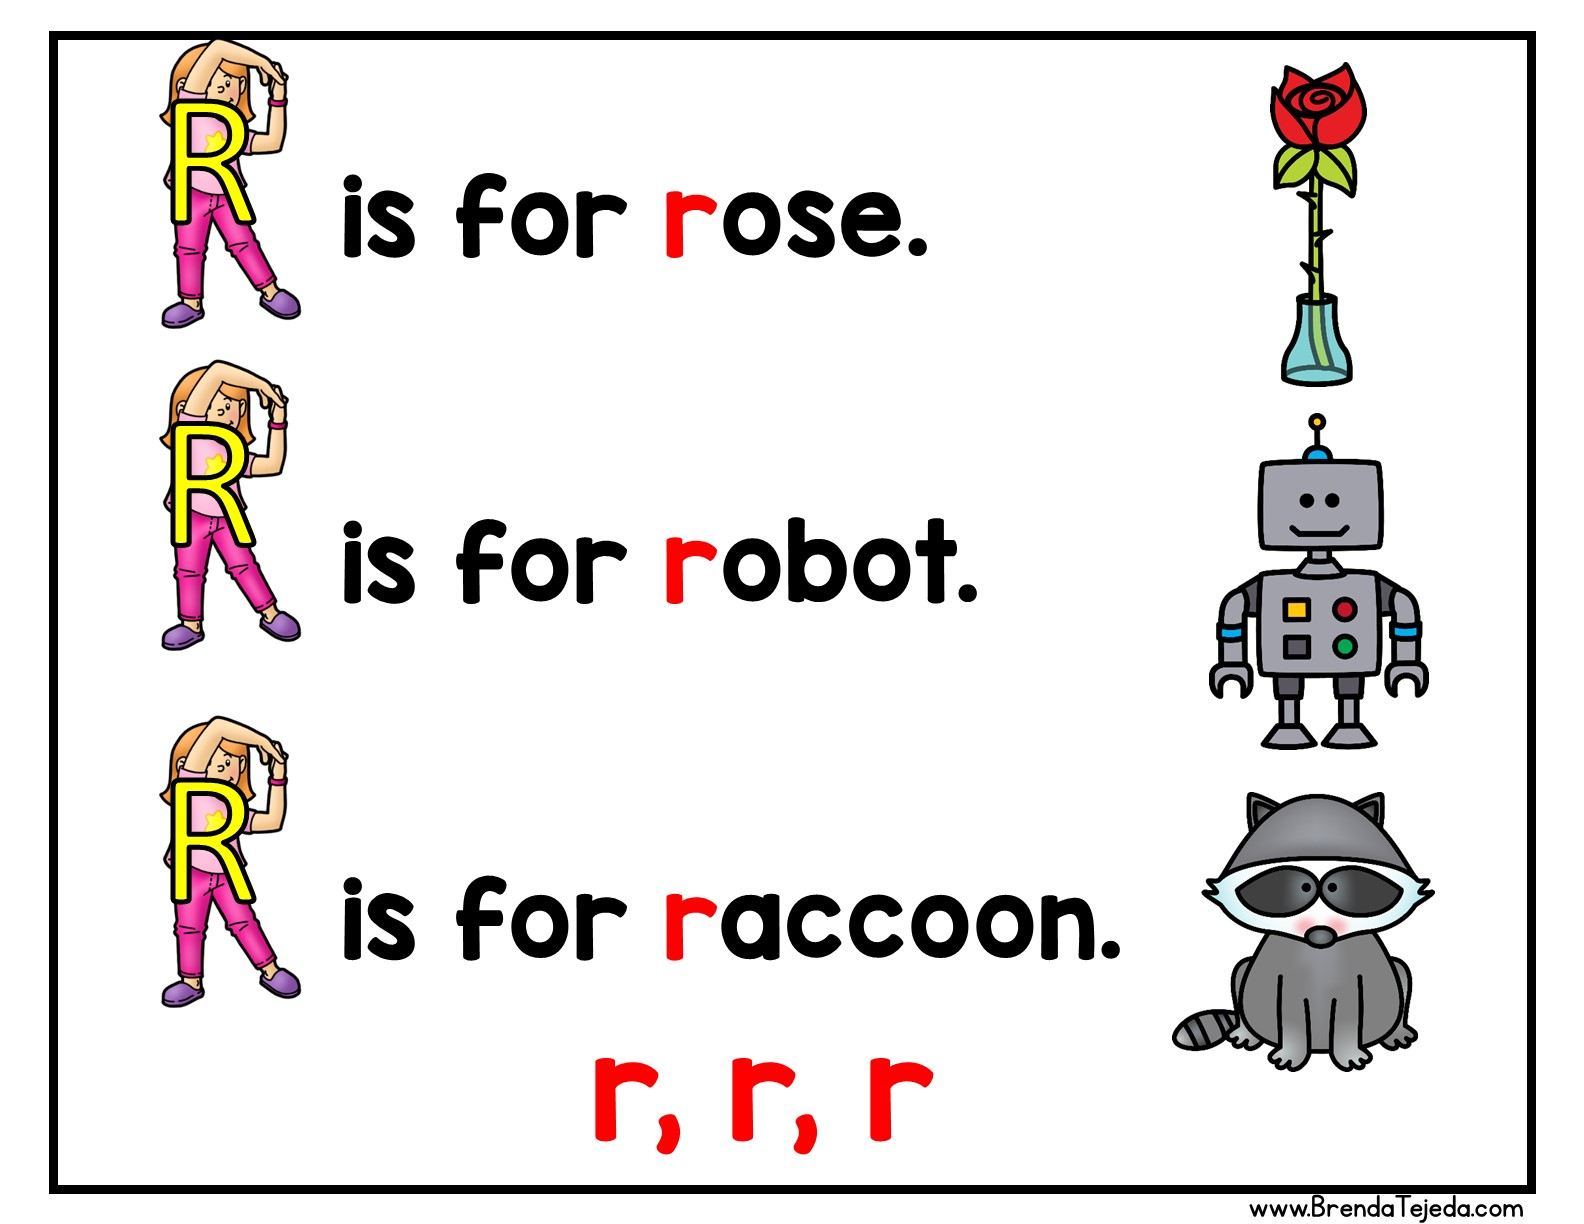 R is for rose.
R is for robot.
R is for raccoon.
r, r, r
www.BrendaTejeda.com